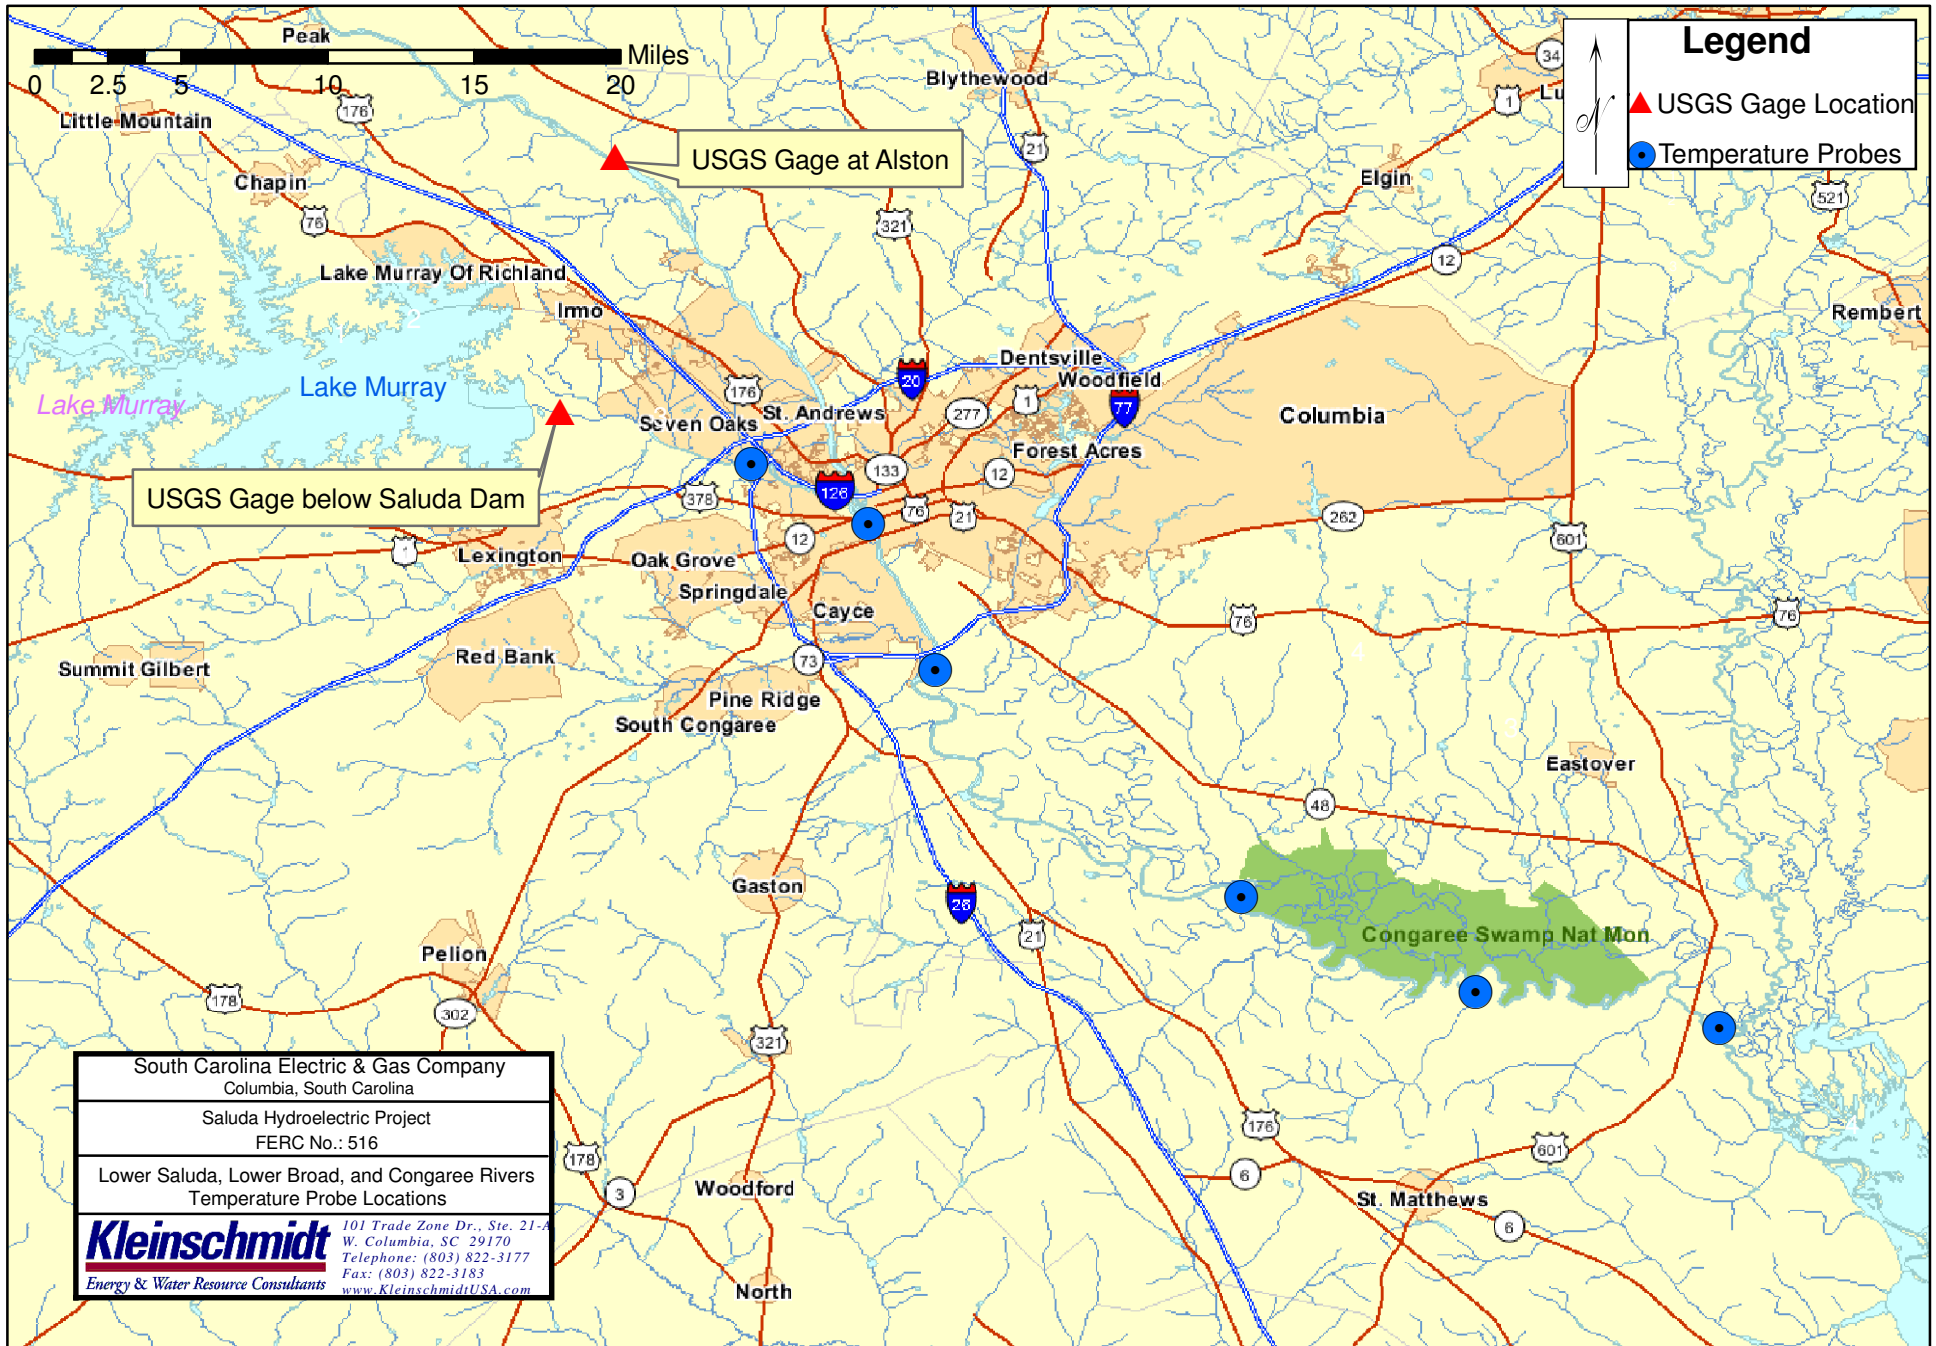 Peak
Miles
0 2.5 5 10 15 20
Blythewood
34
Legend
1
Lu
USGS Gage Location
Little Mountain
176
21
Temperature Probes
USGS Gage at Alston
Chapin
Elgin
521
76
321
12
Lake Murray Of Richland
Irmo
Rembert
Dentsville
Woodfield
20
Lake Murray
Lake Murray
176
1
77
277
St. Andrews
Columbia
Seven Oaks
Forest Acres
133
12
USGS Gage below Saluda Dam
378
126
76
21
262
12
601
1
Lexington
Oak Grove
Springdale
Cayce
76
76
Summit Gilbert
Red Bank
73
4
Pine Ridge
South Congaree
3
Eastover
48
Gaston
26
21
Congaree Swamp Nat Mon
Pelion
178
302
321
South Carolina Electric & Gas Company
Columbia, South Carolina
Saluda Hydroelectric Project
FERC No.: 516
Lower Saluda, Lower Broad, and Congaree Rivers
Temperature Probe Locations
Kleinschmidt
Energy & Water Resource Consultants
101 Trade Zone Dr., Ste. 21-A
W. Columbia, SC 29170
Telephone: (803) 822-3177
Fax: (803) 822-3183
www.KleinschmidtUSA.com
178
3
Woodford
North
176
6
601
St. Matthews
6